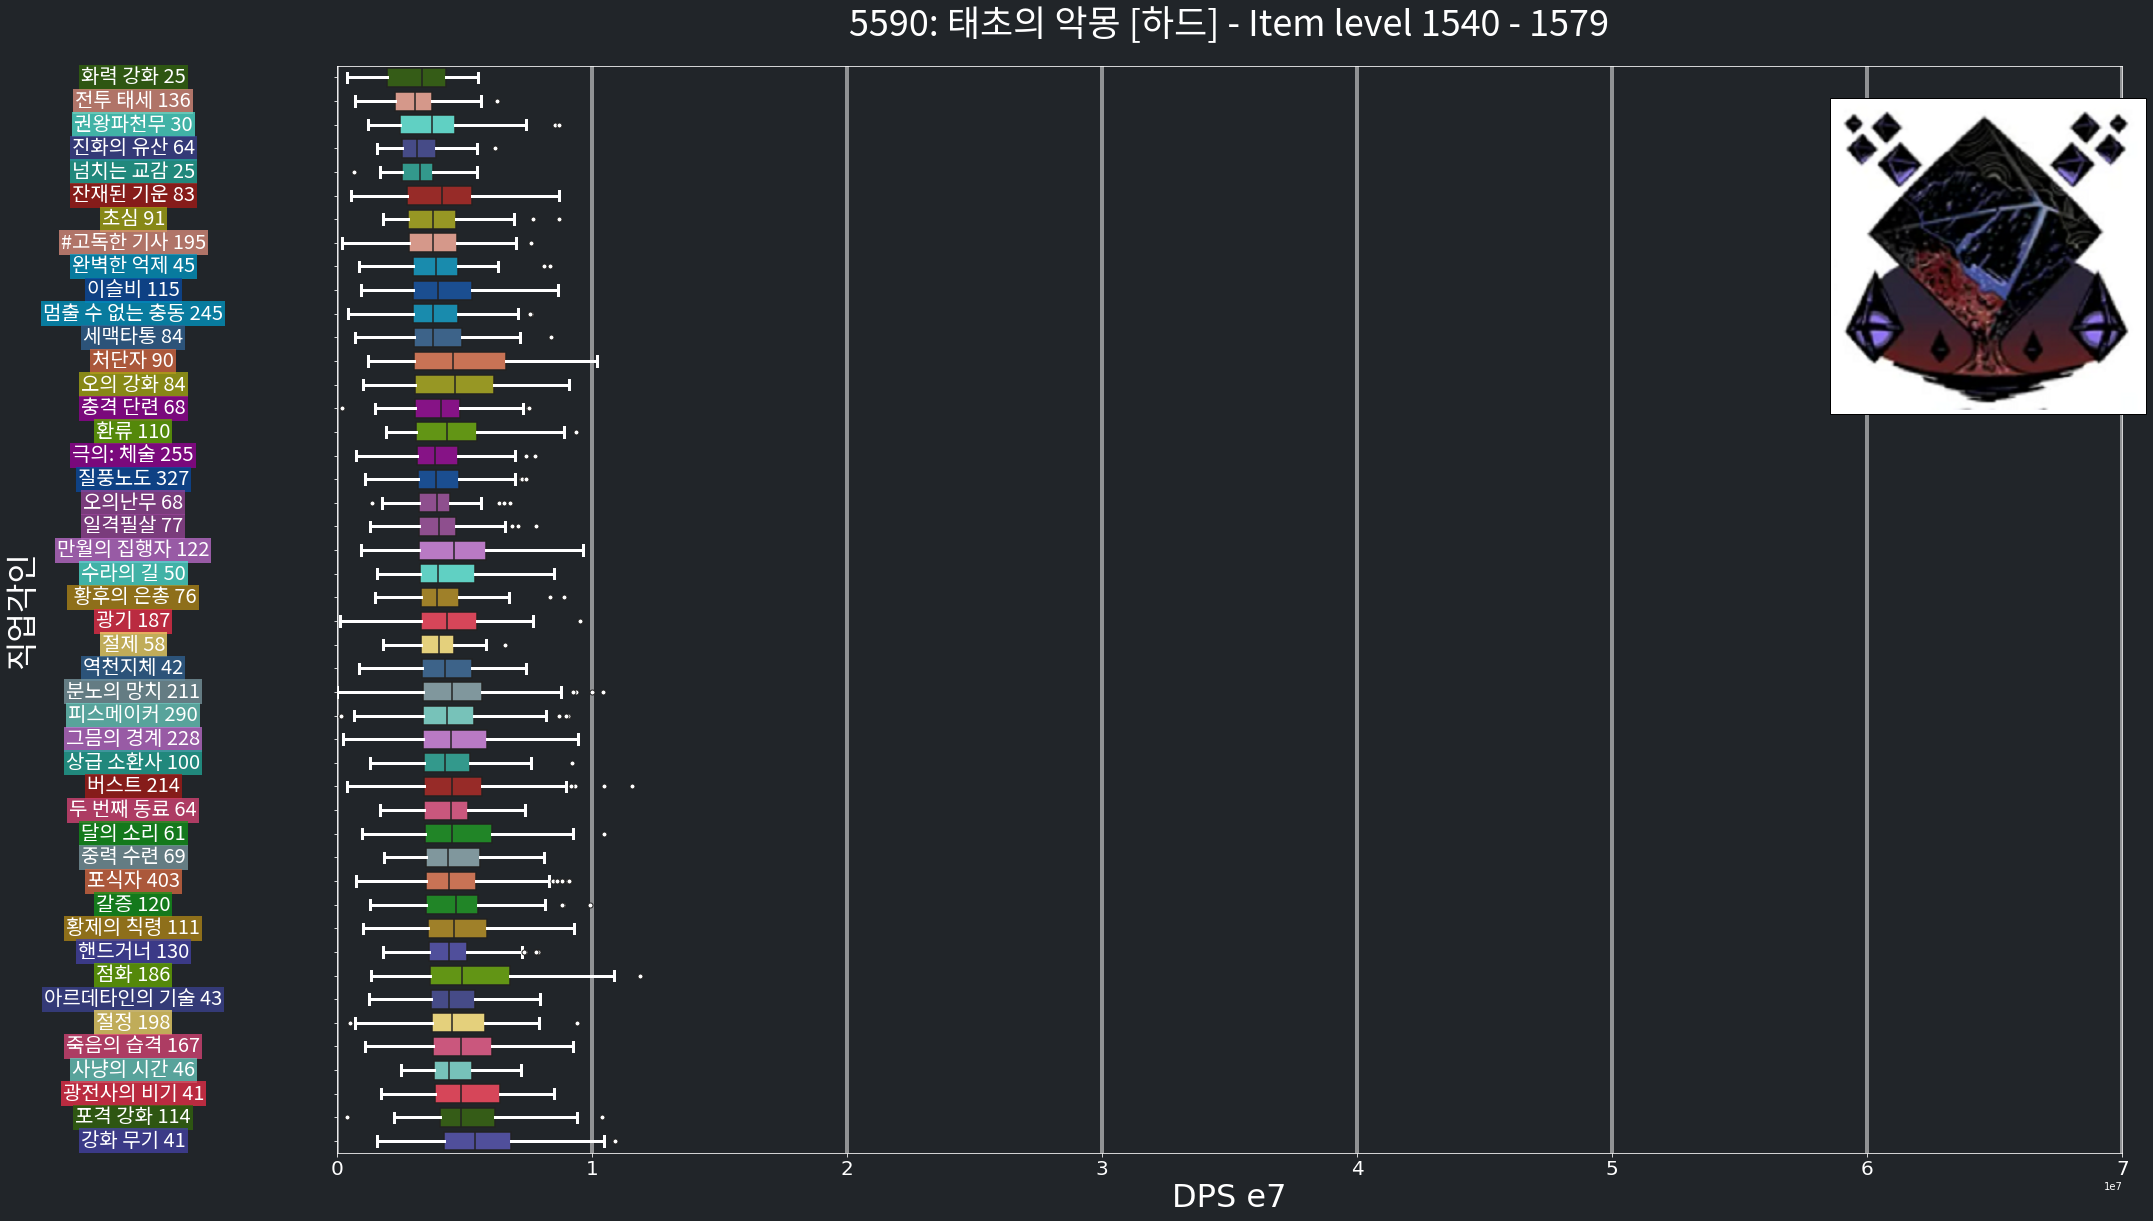 5590: 태초의 악몽 [하드] - Item level 1540 - 1579
화력 강화 25
전투 태세 136
권왕파천무 30
진화의 유산 64
넘치는 교감 25
잔재된 기운 83
초심 91
#고독한 기사 195
완벽한 억제 45
이슬비 115
멈출 수 없는 충동 245
세맥타통 84
처단자 90
오의 강화 84
충격 단련 68
환류 110
극의: 체술 255
질풍노도 327
오의난무 68
일격필살 77
만월의 집행자 122
수라의 길 50
황후의 은총 76
광기 187
절제 58
역천지체 42
분노의 망치 211
피스메이커 290
그믐의 경계 228
상급 소환사 100
버스트 214
두 번째 동료 64
달의 소리 61
중력 수련 69
포식자 403
갈증 120
황제의 칙령 111
핸드거너 130
점화 186
아르데타인의 기술 43
절정 198
죽음의 습격 167
사냥의 시간 46
광전사의 비기 41
포격 강화 114
강화 무기 41
직업각인
0 1 2 3 4 5 6 7
1e7
DPS e7